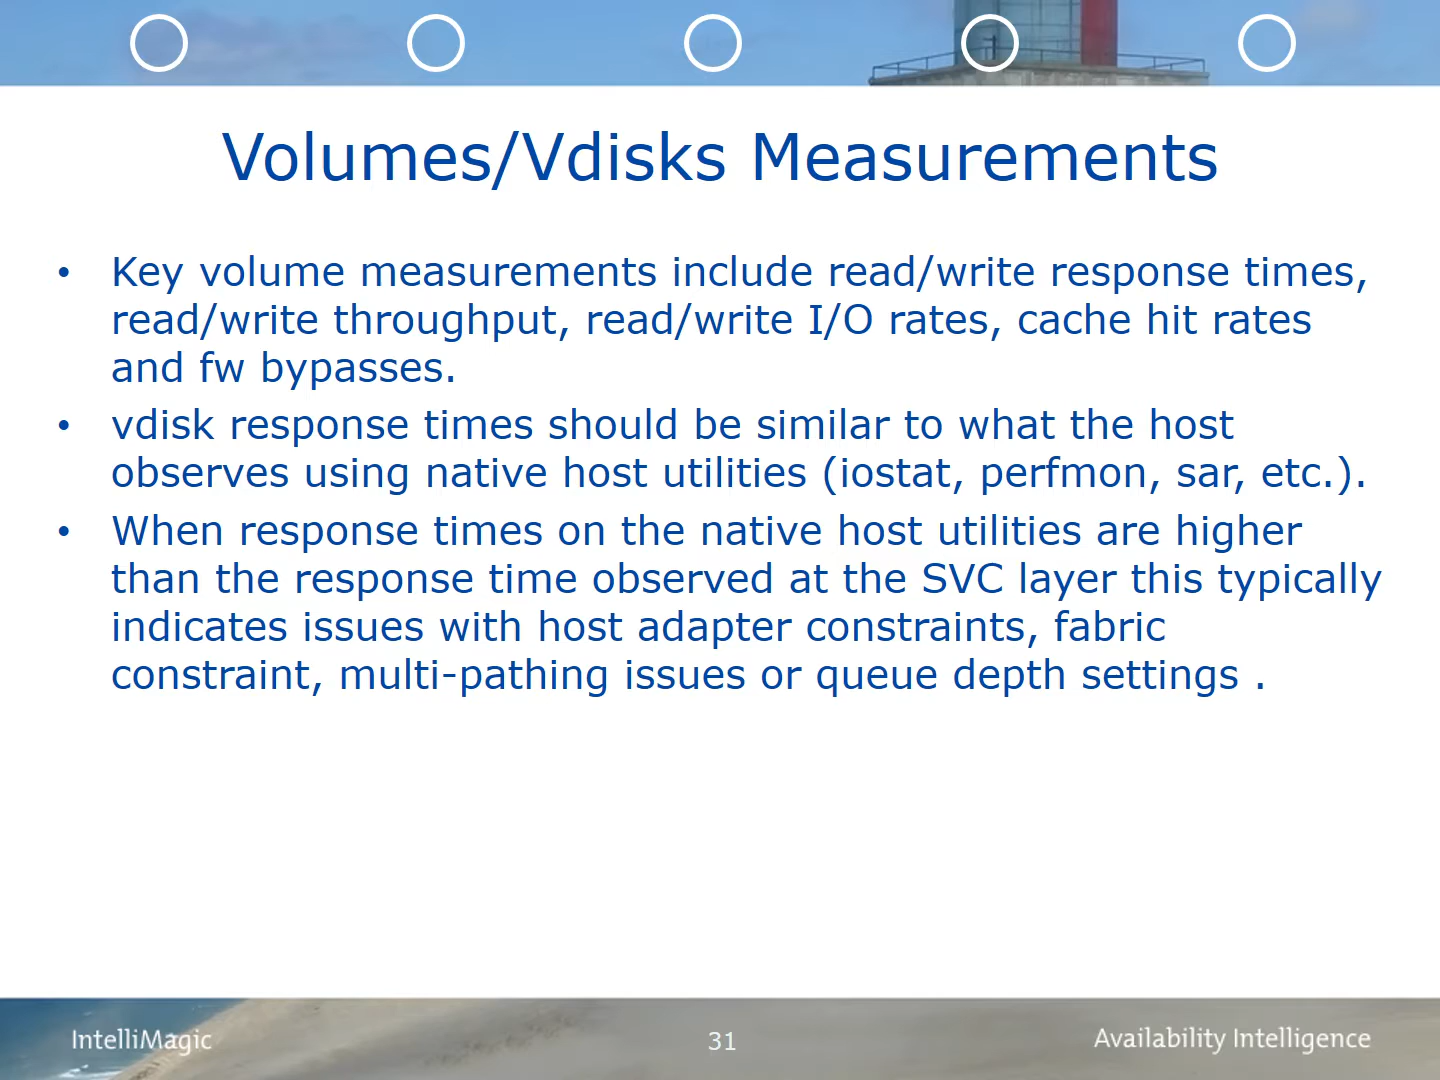 Volumes/Vdisks Measurements
• Key volume measurements include read/write response times,
read/write throughput, read/write I/O rates, cache hit rates
and fw bypasses.
• vdisk response times should be similar to what the host
observes using native host utilities (iostat, perfmon, sar, etc.).
• When response times on the native host utilities are higher
than the response time observed at the SVC layer this typically
indicates issues with host adapter constraints, fabric
constraint, multi-pathing issues or queue depth settings .
IntelliMagic
31
Availability Intelligence